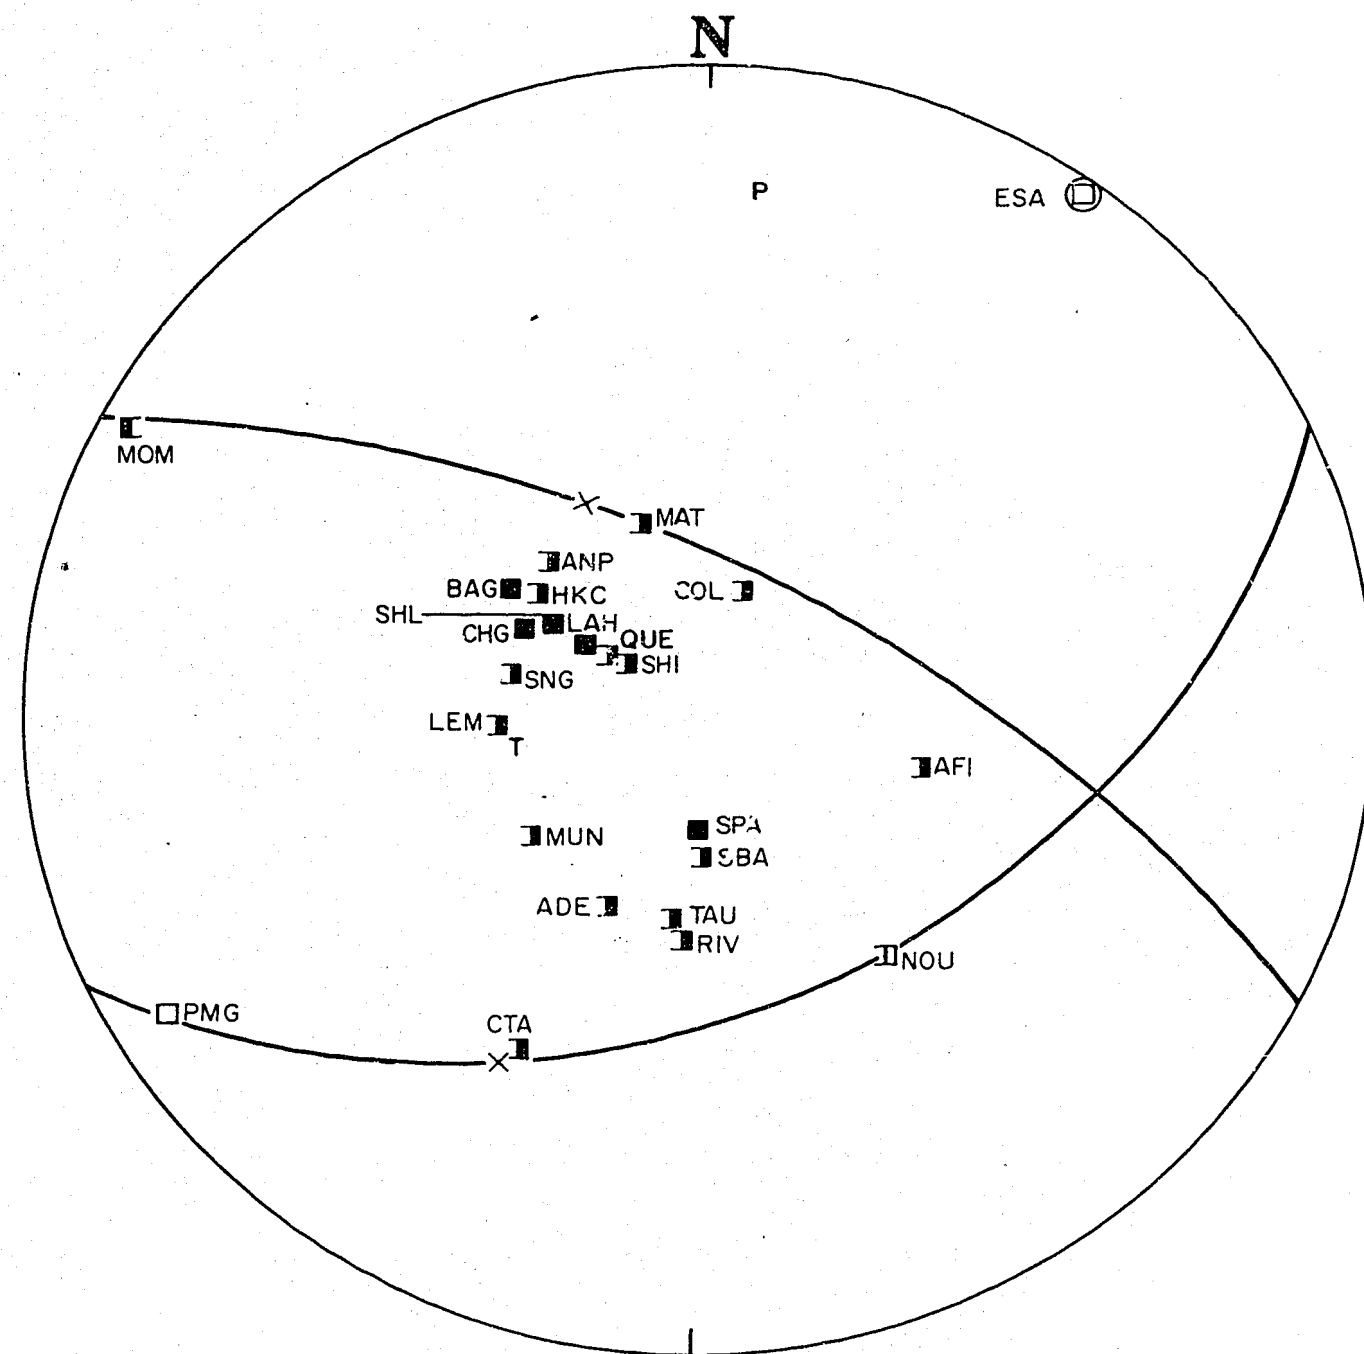 N
P
ESA
MOM
MAT
ANP
BAG
HKC
COL
SHL
LAH
CHG
QUE
SHI
SNG
LEM
T
AFI
SPA
MUN
SBA
ADE
TAU
RIV
NOU
PMG
CTA